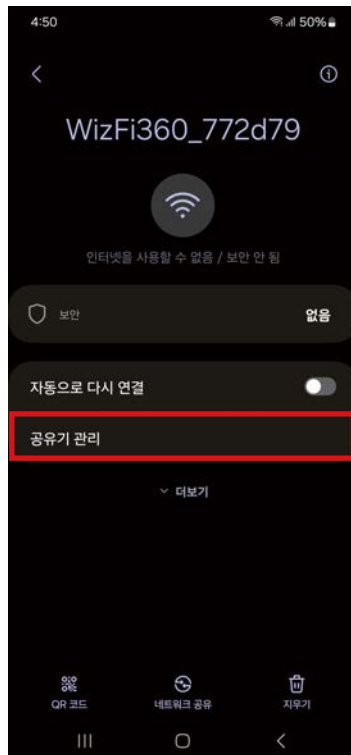 4:50
50%
WizFi360_772d79
인터넷을 사용할 수 없음 / 보안 안 됨
보안
없음
자동으로 다시 연결
공유기 관리
더보기
QR 코드
네트워크 공유
지우기